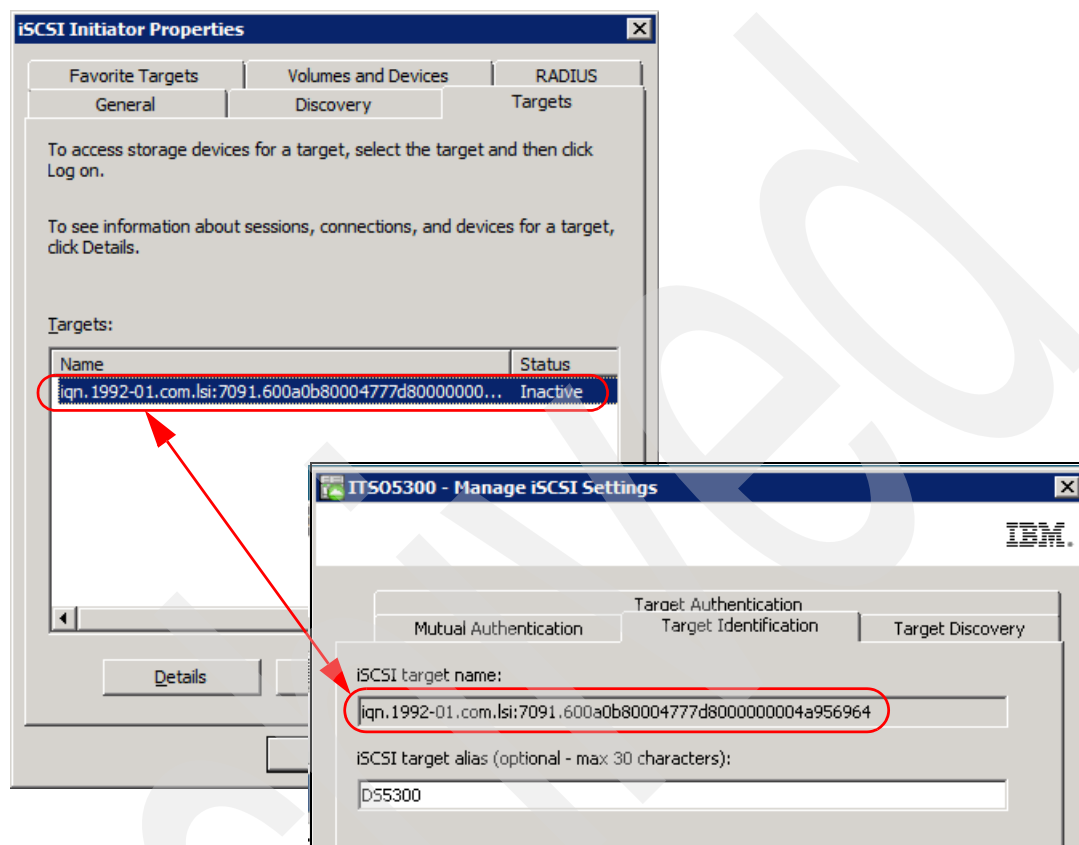 iSCSI Initiator Properties
Favorite Targets
Volumes and Devices
RADIUS
General
Discovery
Targets
To access storage devices for a target, select the target and then click
Log on.
To see information about sessions, connections, and devices for a target,
click Details.
Targets:
Name
Status
iqn.1992-01.com.lsi:7091.600a0b80004777d80000000...
Inactive
Details
ITSO5300 - Manage iSCSI Settings
IBM.
Target Authentication
Mutual Authentication
Target Identification
Target Discovery
iSCSI target name:
iqn.1992-01.com.lsi:7091.600a0b80004777d8000000004a956964
iSCSI target alias (optional - max 30 characters):
DS5300